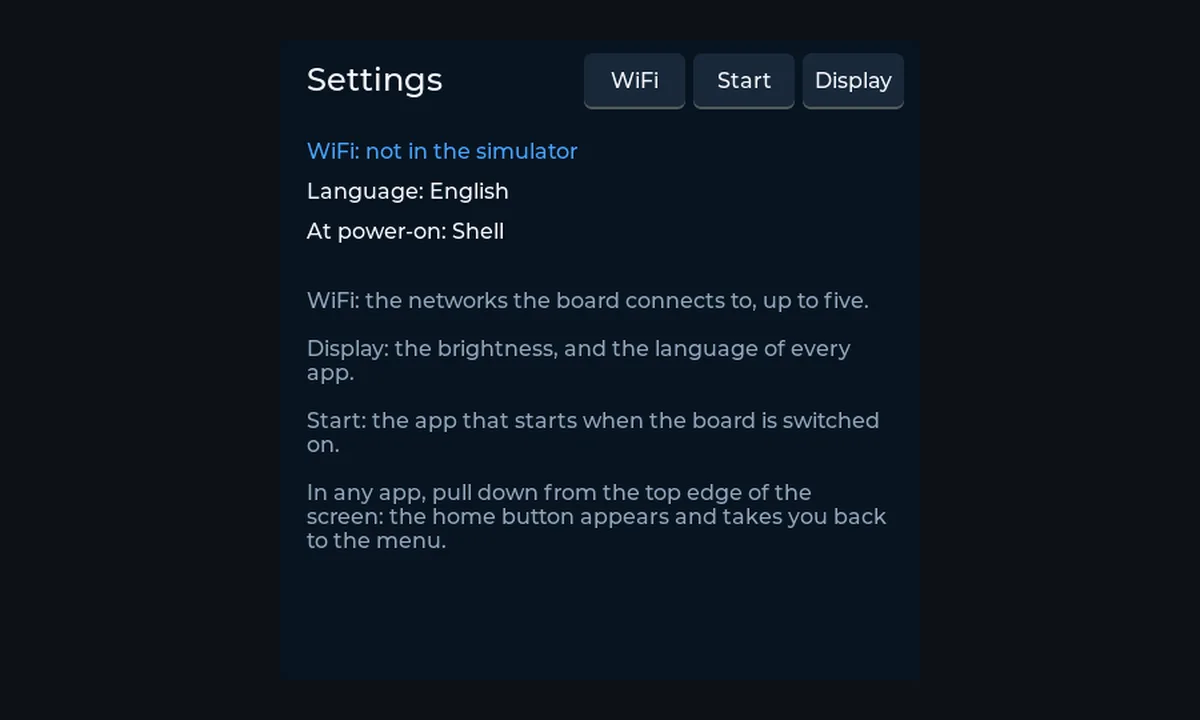 Settings
WiFi
Start
Display
WiFi: not in the simulator
Language: English
At power-on: Shell
WiFi: the networks the board connects to, up to five.
Display: the brightness, and the language of every
app.
Start: the app that starts when the board is switched
on.
In any app, pull down from the top edge of the
screen: the home button appears and takes you back
to the menu.